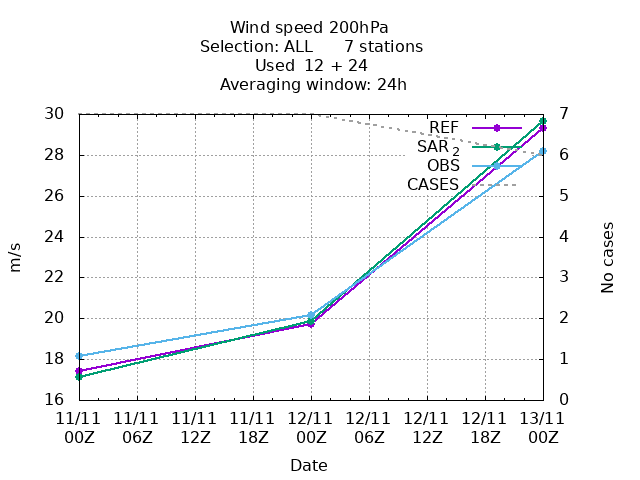 Wind speed 200hPa
Selection: ALL 7 stations
Used 12 + 24
Averaging window: 24h
30 7
28 6
26 5
24 4
22 3
20 2
18 1
16 0
m/s
No cases
REF
SAR 2
OBS
CASES
11/11 11/11 11/11 11/11 12/11 12/11 12/11 12/11 13/11
00Z 06Z 12Z 18Z 00Z 06Z 12Z 18Z 00Z
Date